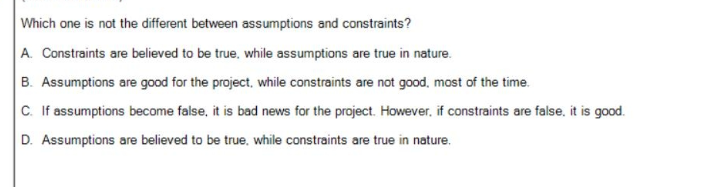 Which one is not the different between assumptions and constraints?
A. Constraints are believed to be true, while assumptions are true in nature.
B. Assumptions are good for the project, while constraints are not good, most of the time.
C. If assumptions become false, it is bad news for the project. However, if constraints are false, it is good.
D. Assumptions are believed to be true, while constraints are true in nature.